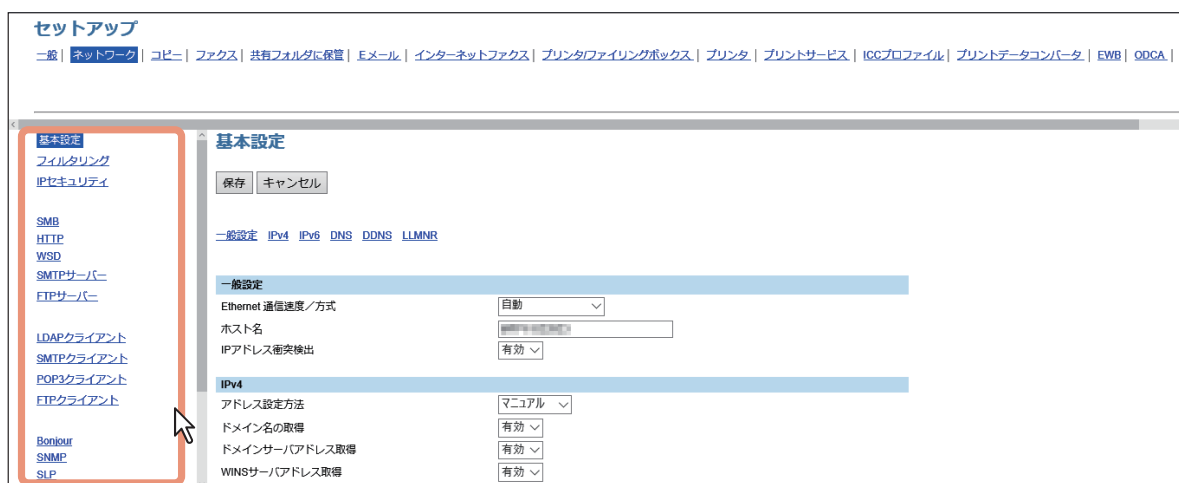 セットアップ
一般 | ネットワーク | コピー | ファクス | 共有フォルダに保管 | Eメール | インターネットファクス | プリンタ/ファイリングボックス | プリンタ | プリントサービス | ICCプロファイル | プリントデータコンバータ | EWB | ODCA |
基本設定
フィルタリング
IPセキュリティ
SMB
HTTP
WSD
SMTPサーバー
FTPサーバー
LDAPクライアント
SMTPクライアント
POP3クライアント
FTPクライアント
Bonjour
SNMP
SLP
基本設定
保存 キャンセル
一般設定 IPv4 IPv6 DNS DDNS LLMNR
一般設定
Ethernet 通信速度／方式 自動
ホスト名
IPアドレス衝突検出 有効
IPv4
アドレス設定方法 マニュアル
ドメイン名の取得 有効
ドメインサーバアドレス取得 有効
WINSサーバアドレス取得 有効